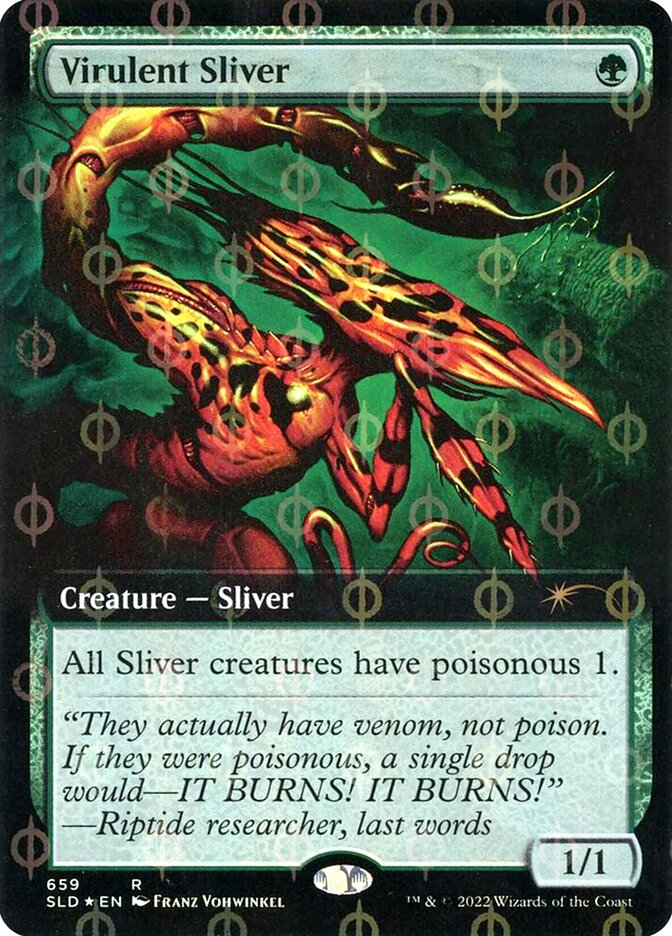 Virulent Sliver
Creature — Sliver
All Sliver creatures have poisonous 1.
“They actually have venom, not poison.
If they were poisonous, a single drop
would—IT BURNS! IT BURNS!”
—Riptide researcher, last words
1/1
659 R
SLD ★ EN Franz Vohwinkel
™ & © 2022 Wizards of the Coast